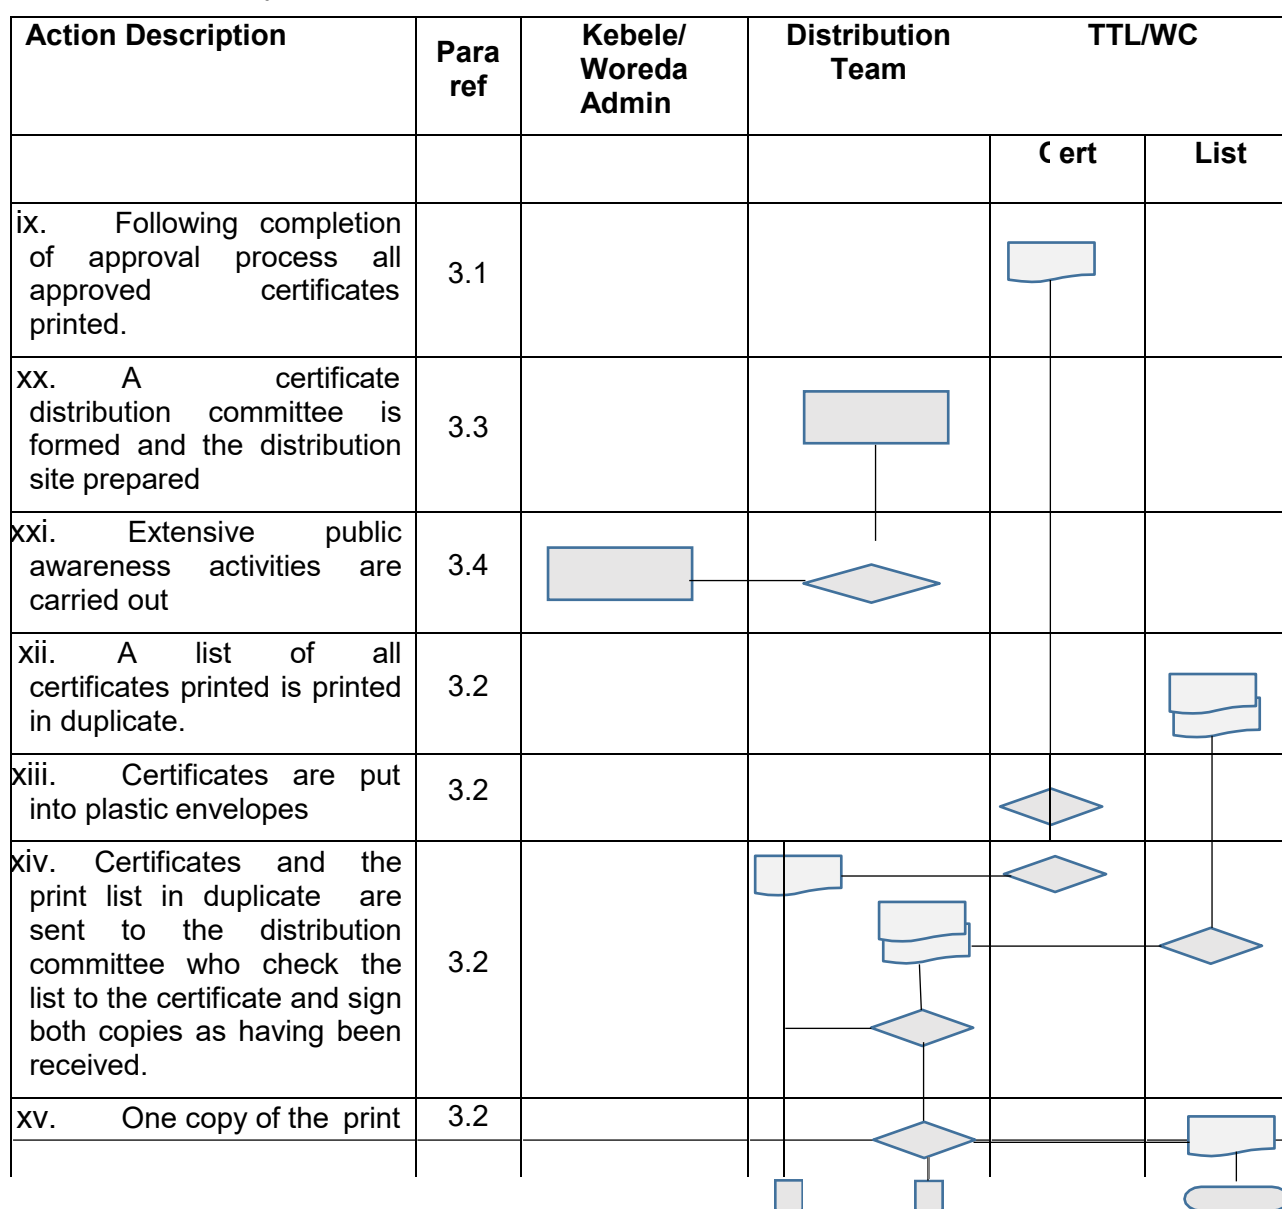 Action Description
Para ref
Kebele/ Woreda Admin
Distribution Team
TTL/WC
Cert
List
ix. Following completion
of approval process all
approved certificates
printed.
3.1
xx. A certificate
distribution committee is
formed and the distribution
site prepared
3.3
xxi. Extensive public
awareness activities are
carried out
3.4
xii. A list of all
certificates printed is printed
in duplicate.
3.2
xiii. Certificates are put
into plastic envelopes
3.2
xiv. Certificates and the
print list in duplicate are
sent to the distribution
committee who check the
list to the certificate and sign
both copies as having been
received.
3.2
xv. One copy of the print
3.2